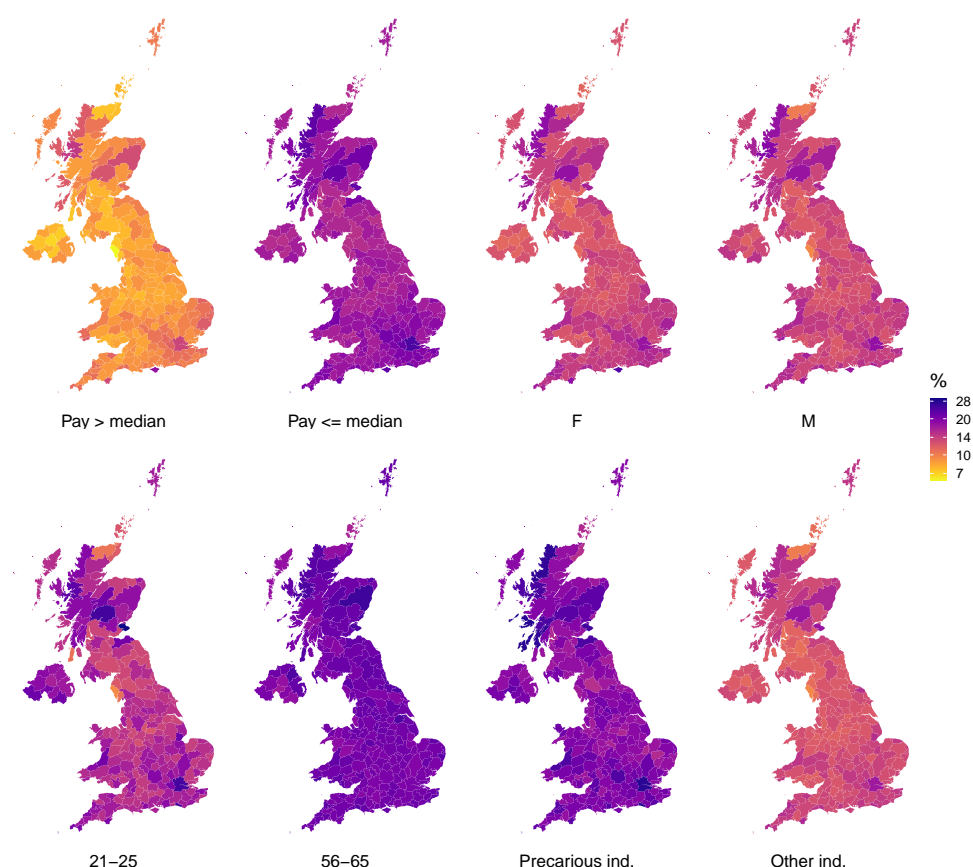 Pay > median
Pay <= median
F
M
%
28
20
14
10
7
21−25
56−65
Precarious ind.
Other ind.